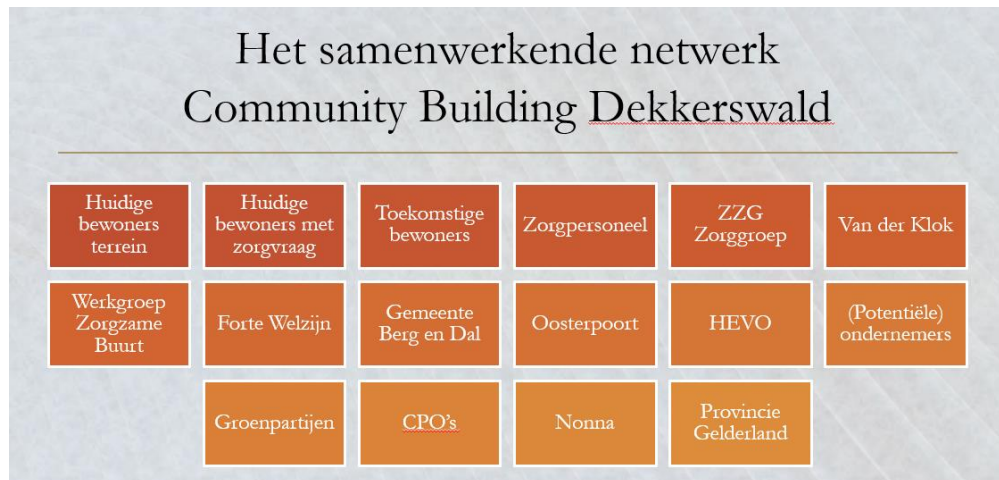 Het samenwerkende netwerk
Community Building Dekkerswald
Huidige
bewoners
terrein
Huidige
bewoners met
zorgvraag
Toekomstige
bewoners
Zorgpersoneel
ZZG
Zorggroep
Van der Klok
Werkgroep
Zorgzame
Buurt
Forte Welzijn
Gemeente
Berg en Dal
Oosterpoort
HEVO
(Potentiële)
ondernemers
Groenpartijen
CPO's
Nonna
Provincie
Gelderland